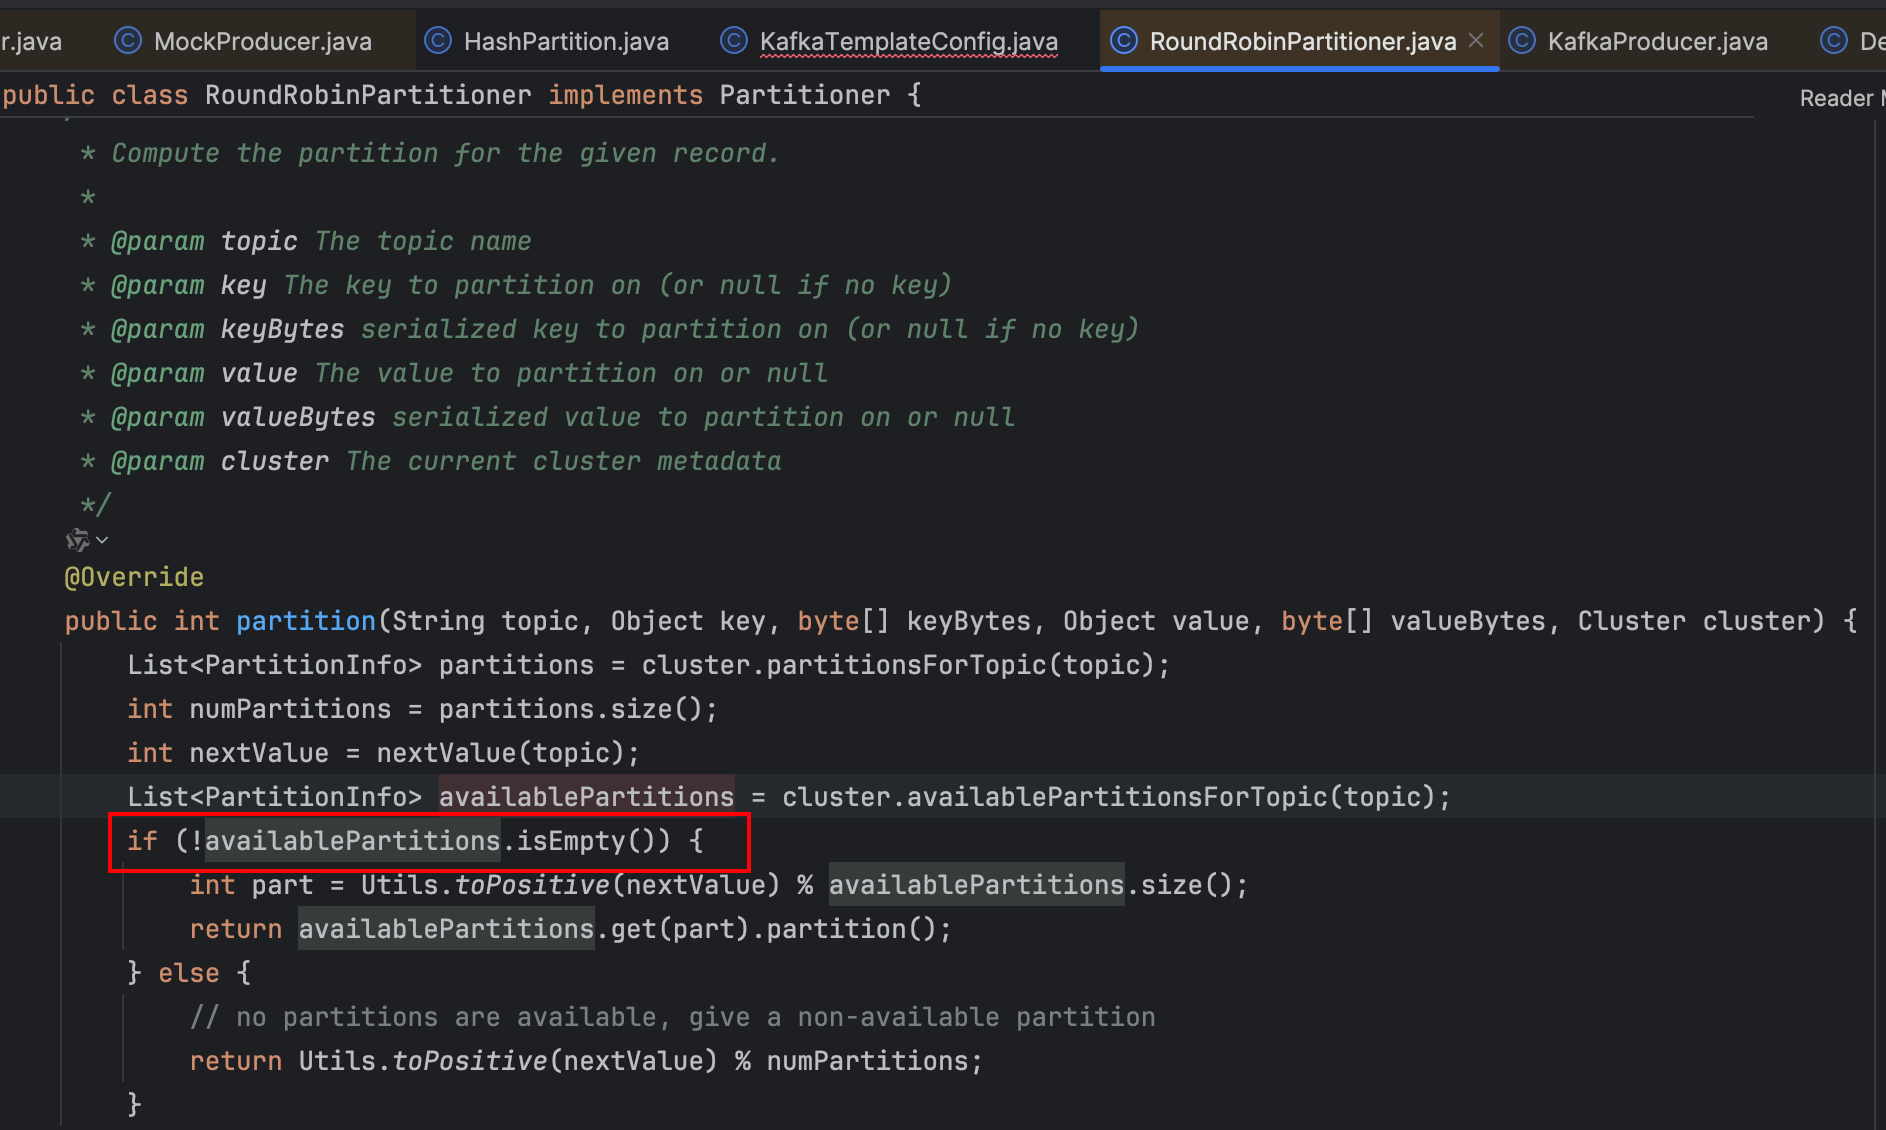 r.java MockProducer.java HashPartition.java KafkaTemplateConfig.java RoundRobinPartitioner.java KafkaProducer.java De
public class RoundRobinPartitioner implements Partitioner {
Reader
* Compute the partition for the given record.
*
* @param topic The topic name
* @param key The key to partition on (or null if no key)
* @param keyBytes serialized key to partition on (or null if no key)
* @param value The value to partition on or null
* @param valueBytes serialized value to partition on or null
* @param cluster The current cluster metadata
*/
@Override
public int partition(String topic, Object key, byte[] keyBytes, Object value, byte[] valueBytes, Cluster cluster) {
List<PartitionInfo> partitions = cluster.partitionsForTopic(topic);
int numPartitions = partitions.size();
int nextValue = nextValue(topic);
List<PartitionInfo> availablePartitions = cluster.availablePartitionsForTopic(topic);
if (!availablePartitions.isEmpty()) {
int part = Utils.toPositive(nextValue) % availablePartitions.size();
return availablePartitions.get(part).partition();
} else {
// no partitions are available, give a non-available partition
return Utils.toPositive(nextValue) % numPartitions;
}